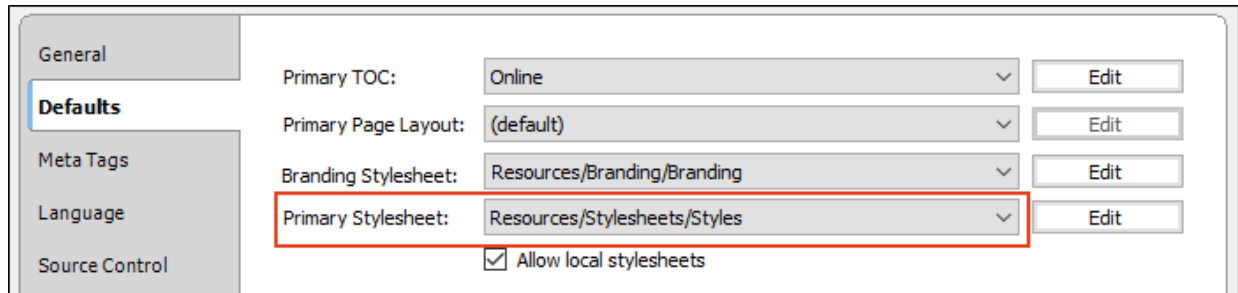 General
Defaults
Meta Tags
Language
Source Control
Primary TOC: Online Edit
Primary Page Layout: (default) Edit
Branding Stylesheet: Resources/Branding/Branding Edit
Primary Stylesheet: Resources/Stylesheets/Styles Edit
Allow local stylesheets